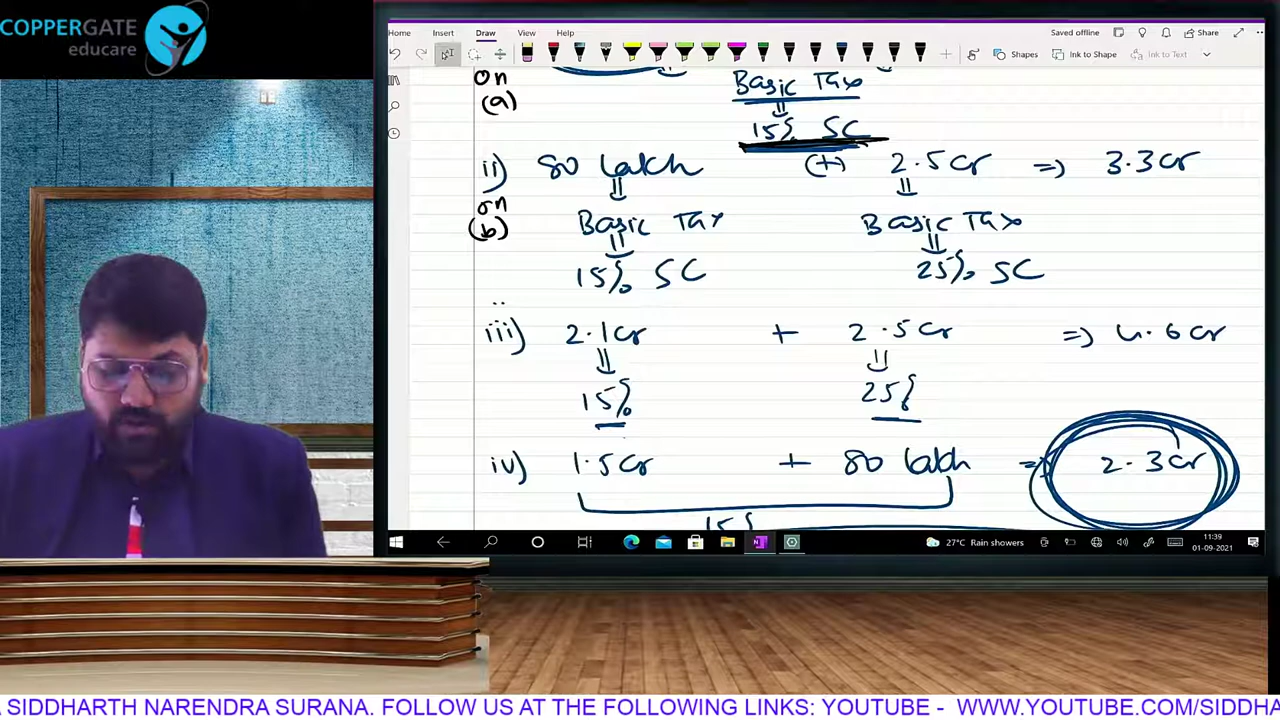 COPPERGATE
educare
Home Insert Draw View Help
Saved offline Share
Shapes Ink to Shape Ink to Text
On
(a)
Basic Tax
15% SC
ii) 80 lakh (+) 2.5Cr => 3.3Cr
on
(b) Basic Tax Basic Tax
15% SC 25% SC
iii) 2.1Cr + 2.5Cr => 4.6Cr
15% 25%
iv) 1.5Cr + 80 lakh => 2.3Cr
15%
27°C Rain showers
11:39
01-09-2021
SIDDHARTH NARENDRA SURANA. FOLLOW US AT THE FOLLOWING LINKS: YOUTUBE - WWW.YOUTUBE.COM/SIDDHA